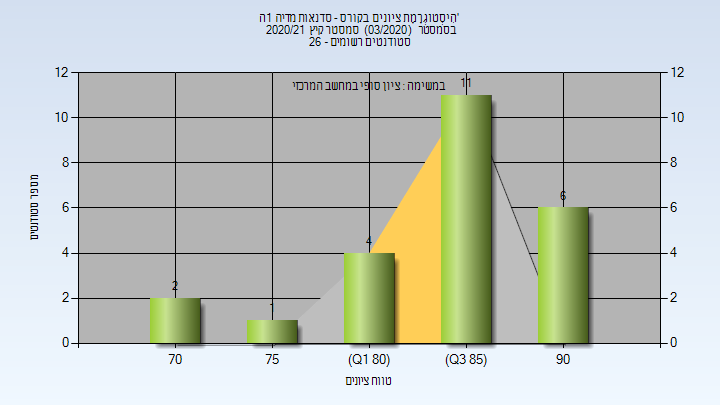 היסטוגרמת ציונים בקורס - סדנאות מדיה 1ה'
בסמסטר (03/2020) סמסטר קיץ 2020/21
סטודנטים רשומים - 26
במשימה : ציון סופי במחשב המרכזי
מספר סטודנטים
12 12
10 10
8 8
6 6
4 4
2 2
0 0
2 1 4 11 6
70 75 (Q1 80) (Q3 85) 90
טווח ציונים